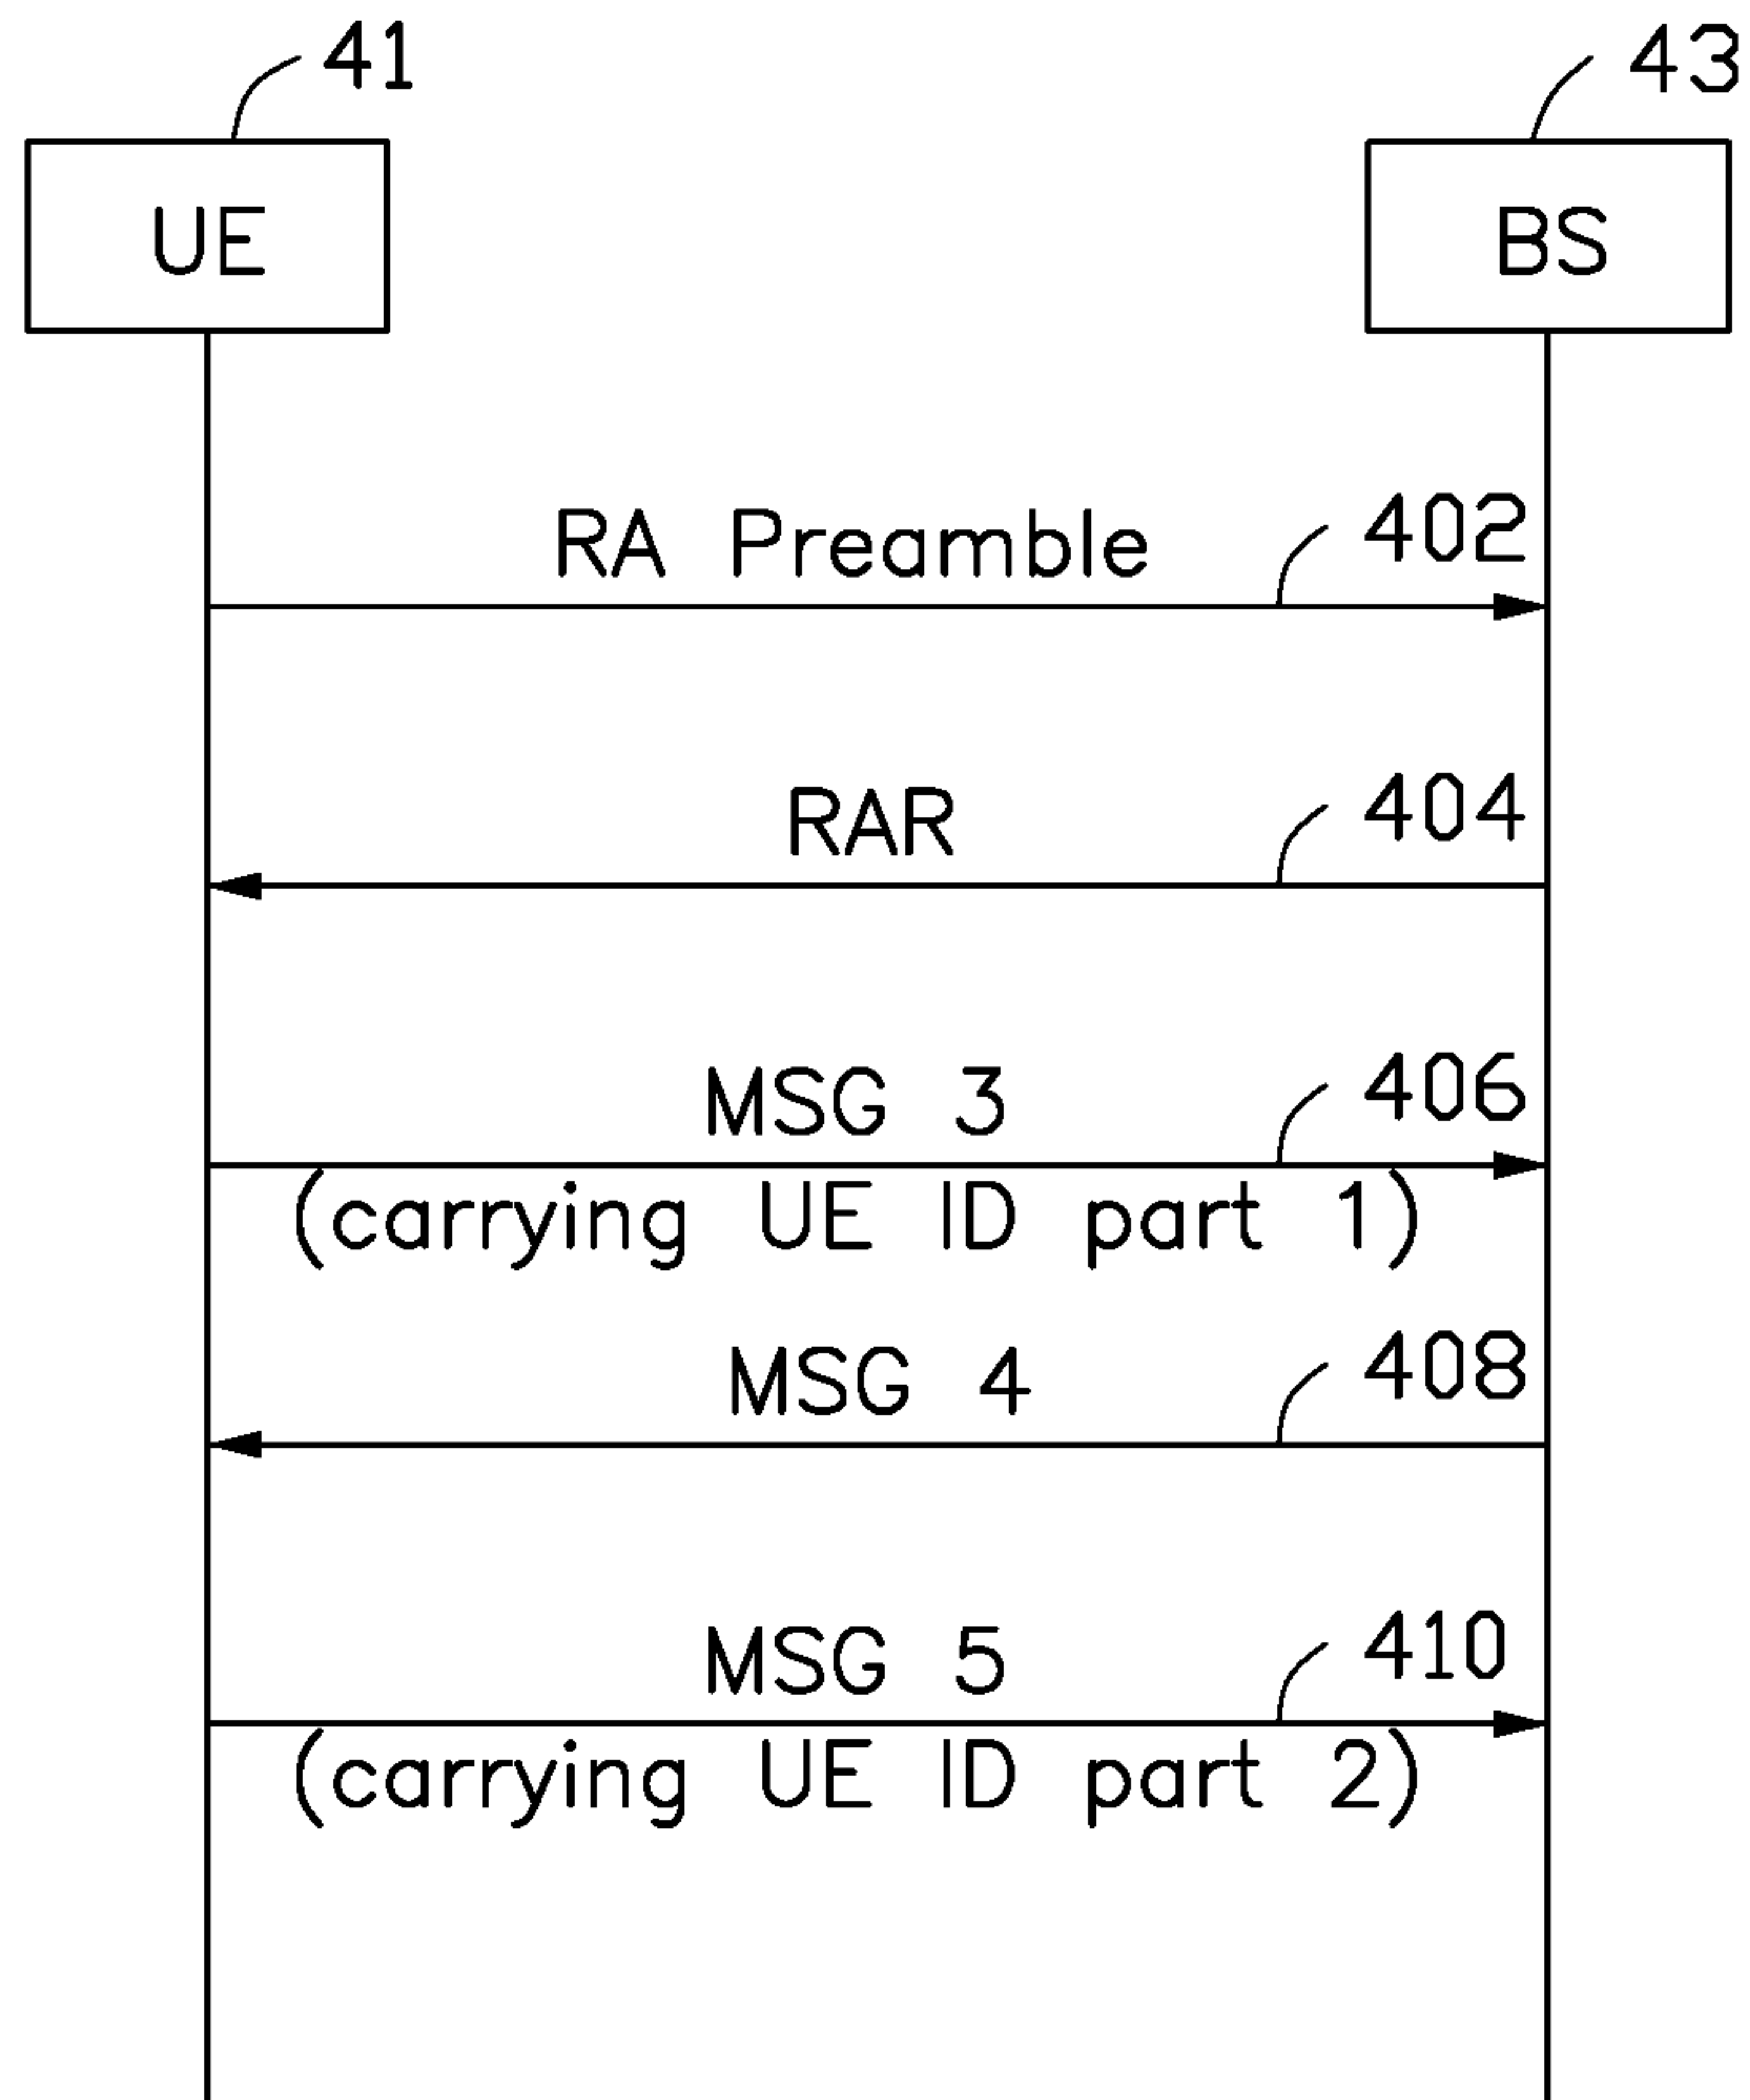 41
43
UE
BS
RA Preamble
402
RAR
404
MSG 3
406
(carrying UE ID part 1)
MSG 4
408
MSG 5
410
(carrying UE ID part 2)